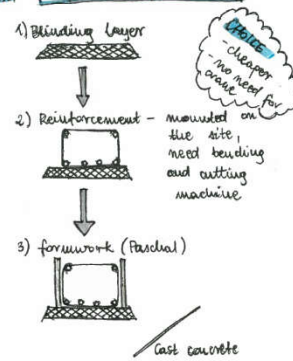 1) Blinding Layer
CHOICE
- cheaper
- no need for
crane
2) Reinforcement - mounted on
the site,
need bending
and cutting
machine
3) formwork (Paschal)
Cast concrete